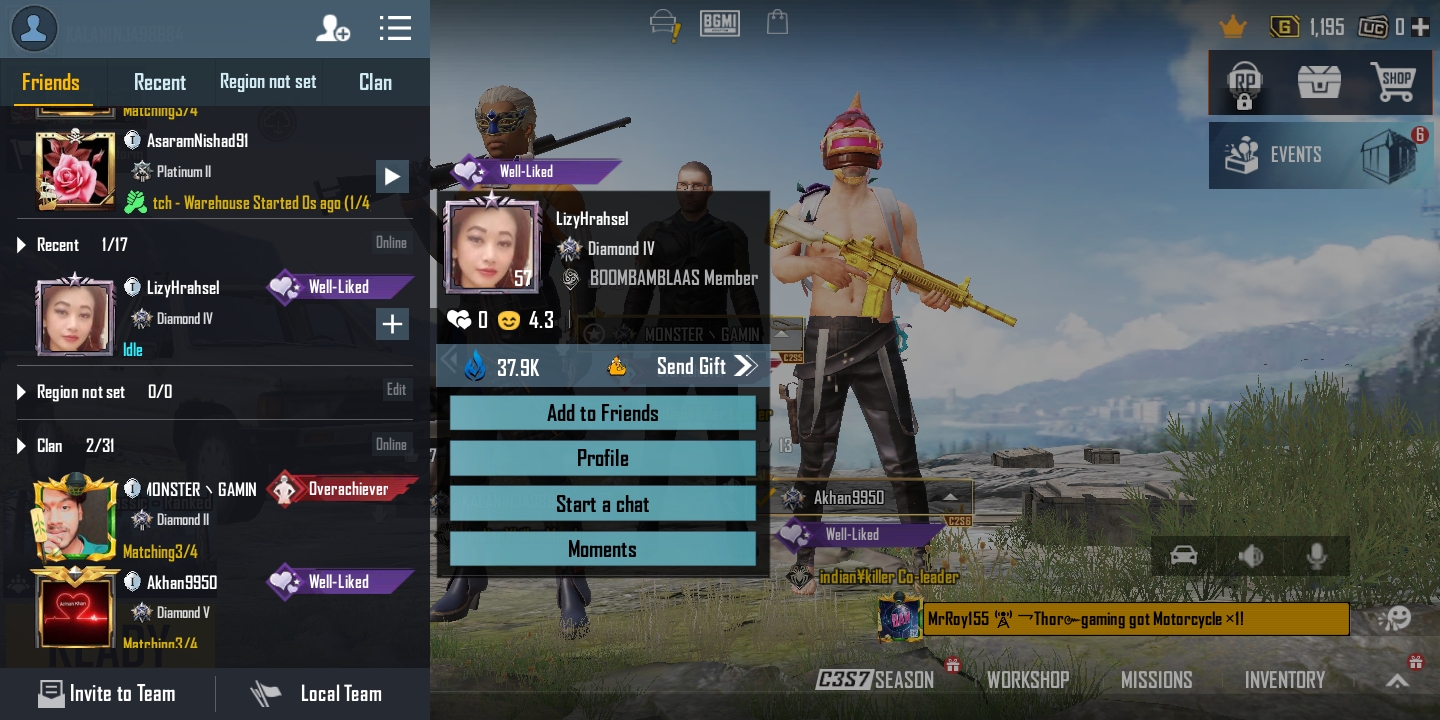 Friends
Recent
Region not set
Clan
Matching3/4
AsaramNishad91
Platinum II
tch - Warehouse Started 0s ago (1/4
Recent 1/17
Online
LizyHrahsel
Well-Liked
Diamond IV
Idle
Region not set 0/0
Edit
Clan 2/31
Online
MONSTER丶GAMIN
Overachiever
Diamond II
Matching3/4
Akhan9950
Well-Liked
Diamond V
Matching3/4
READY
Invite to Team
Local Team
Well-Liked
57
LizyHrahsel
Diamond IV
BOOMBAMBLAAS Member
0
4.3
37.9K
Send Gift
Add to Friends
Profile
Start a chat
Moments
BGMI
G 1,195
UC 0
RP
SHOP
EVENTS
6
MONSTER丶GAMIN
C2S5
13
Akhan9950
Well-Liked
indian¥killer Co-leader
MrRoy155
Thor
gaming got Motorcycle ×1!
C3S7 SEASON
WORKSHOP
MISSIONS
INVENTORY